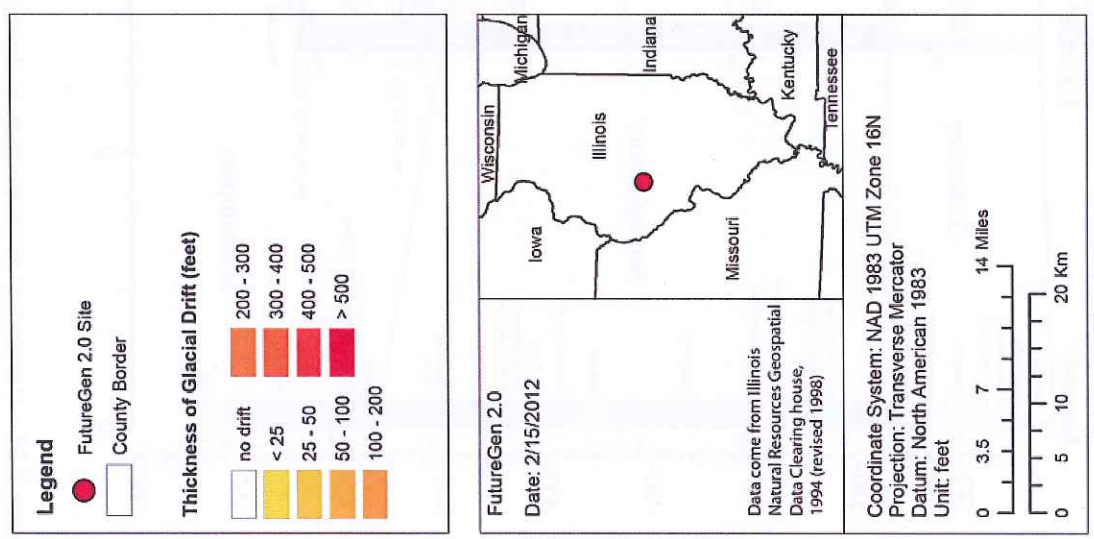 Legend
FutureGen 2.0 Site
County Border
Thickness of Glacial Drift (feet)
no drift
< 25
25 - 50
50 - 100
100 - 200
200 - 300
300 - 400
400 - 500
> 500
FutureGen 2.0
Date: 2/15/2012
Data come from Illinois
Natural Resources Geospatial
Data Clearing house,
1994 (revised 1998)
Wisconsin
Michigan
Iowa
Illinois
Indiana
Missouri
Kentucky
Tennessee
Coordinate System: NAD 1983 UTM Zone 16N
Projection: Transverse Mercator
Datum: North American 1983
Unit: feet
0 3.5 7 14 Miles
0 5 10 20 Km